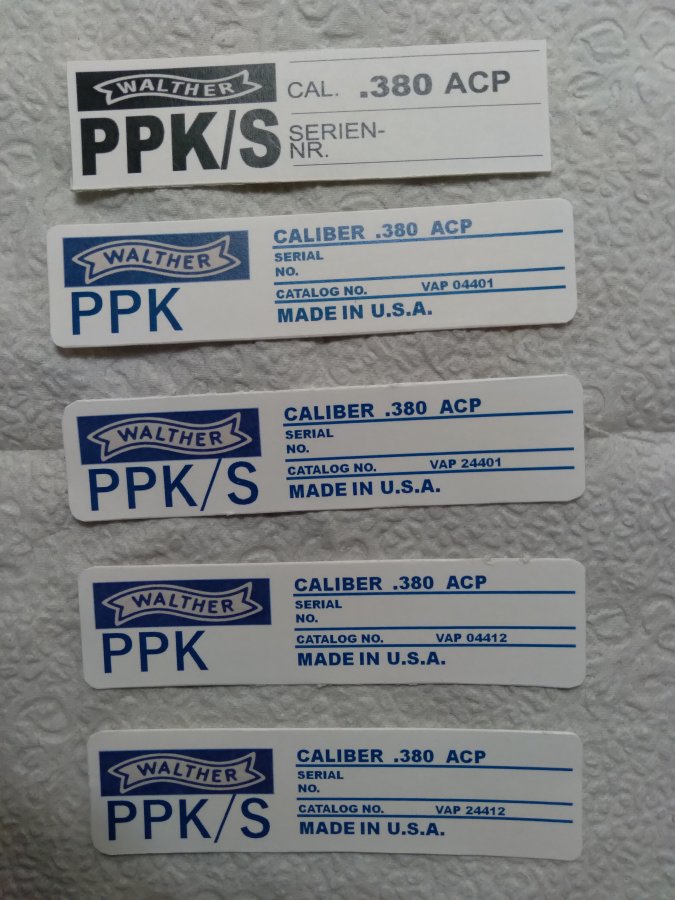 WALTHER
PPK/S
CAL. .380 ACP
SERIEN-
NR.
WALTHER
PPK
CALIBER .380 ACP
SERIAL
NO.
CATALOG NO. VAP 04401
MADE IN U.S.A.
WALTHER
PPK/S
CALIBER .380 ACP
SERIAL
NO.
CATALOG NO. VAP 24401
MADE IN U.S.A.
WALTHER
PPK
CALIBER .380 ACP
SERIAL
NO.
CATALOG NO. VAP 04412
MADE IN U.S.A.
WALTHER
PPK/S
CALIBER .380 ACP
SERIAL
NO.
CATALOG NO. VAP 24412
MADE IN U.S.A.